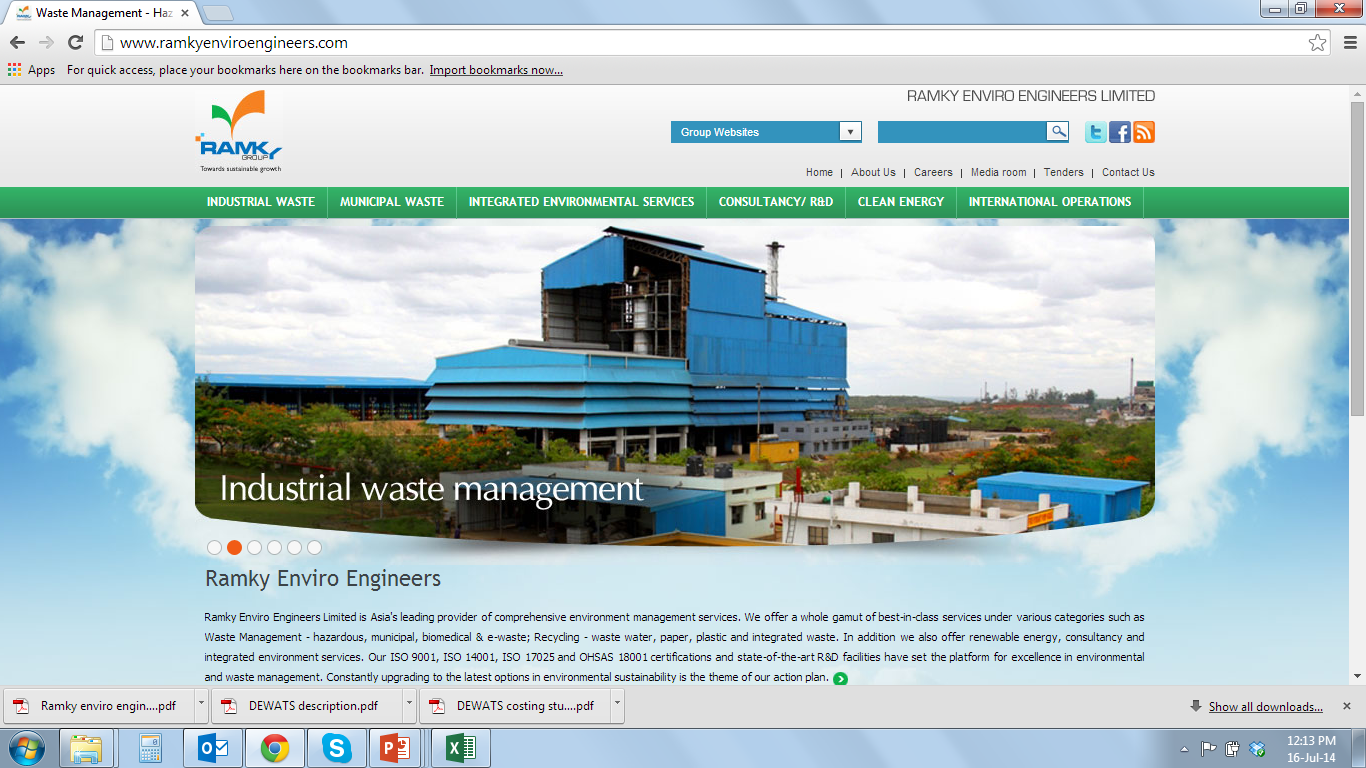 Waste Management - Haz
www.ramkyenviroengineers.com
Apps For quick access, place your bookmarks here on the bookmarks bar. Import bookmarks now...
RAMKY ENVIRO ENGINEERS LIMITED
RAMKY
GROUP
Towards sustainable growth
Group Websites
Home | About Us | Careers | Media room | Tenders | Contact Us
INDUSTRIAL WASTE MUNICIPAL WASTE INTEGRATED ENVIRONMENTAL SERVICES CONSULTANCY/ R&D CLEAN ENERGY INTERNATIONAL OPERATIONS
Industrial waste management
Ramky Enviro Engineers
Ramky Enviro Engineers Limited is Asia's leading provider of comprehensive environment management services. We offer a whole gamut of best-in-class services under various categories such as
Waste Management - hazardous, municipal, biomedical & e-waste; Recycling - waste water, paper, plastic and integrated waste. In addition we also offer renewable energy, consultancy and
integrated environment services. Our ISO 9001, ISO 14001, ISO 17025 and OHSAS 18001 certifications and state-of-the-art R&D facilities have set the platform for excellence in environmental
and waste management. Constantly upgrading to the latest options in environmental sustainability is the theme of our action plan.
Ramky enviro engin....pdf DEWATS description.pdf DEWATS costing stu....pdf Show all downloads...
12:13 PM
16-Jul-14